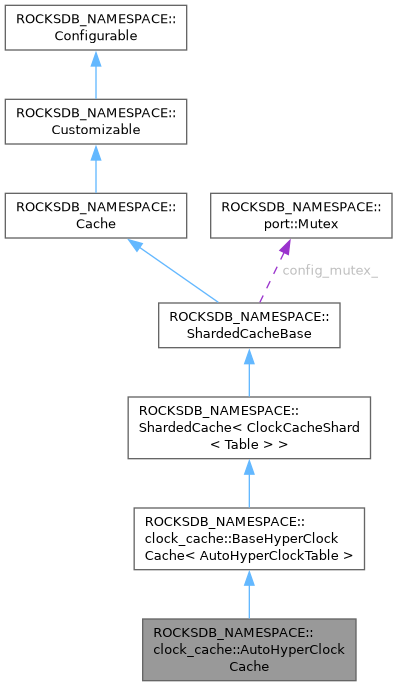 ROCKSDB_NAMESPACE::
Configurable
ROCKSDB_NAMESPACE::
Customizable
ROCKSDB_NAMESPACE::
Cache
ROCKSDB_NAMESPACE::
port::Mutex
config_mutex_
ROCKSDB_NAMESPACE::
ShardedCacheBase
ROCKSDB_NAMESPACE::
ShardedCache< ClockCacheShard
< Table > >
ROCKSDB_NAMESPACE::
clock_cache::BaseHyperClock
Cache< AutoHyperClockTable >
ROCKSDB_NAMESPACE::
clock_cache::AutoHyperClock
Cache